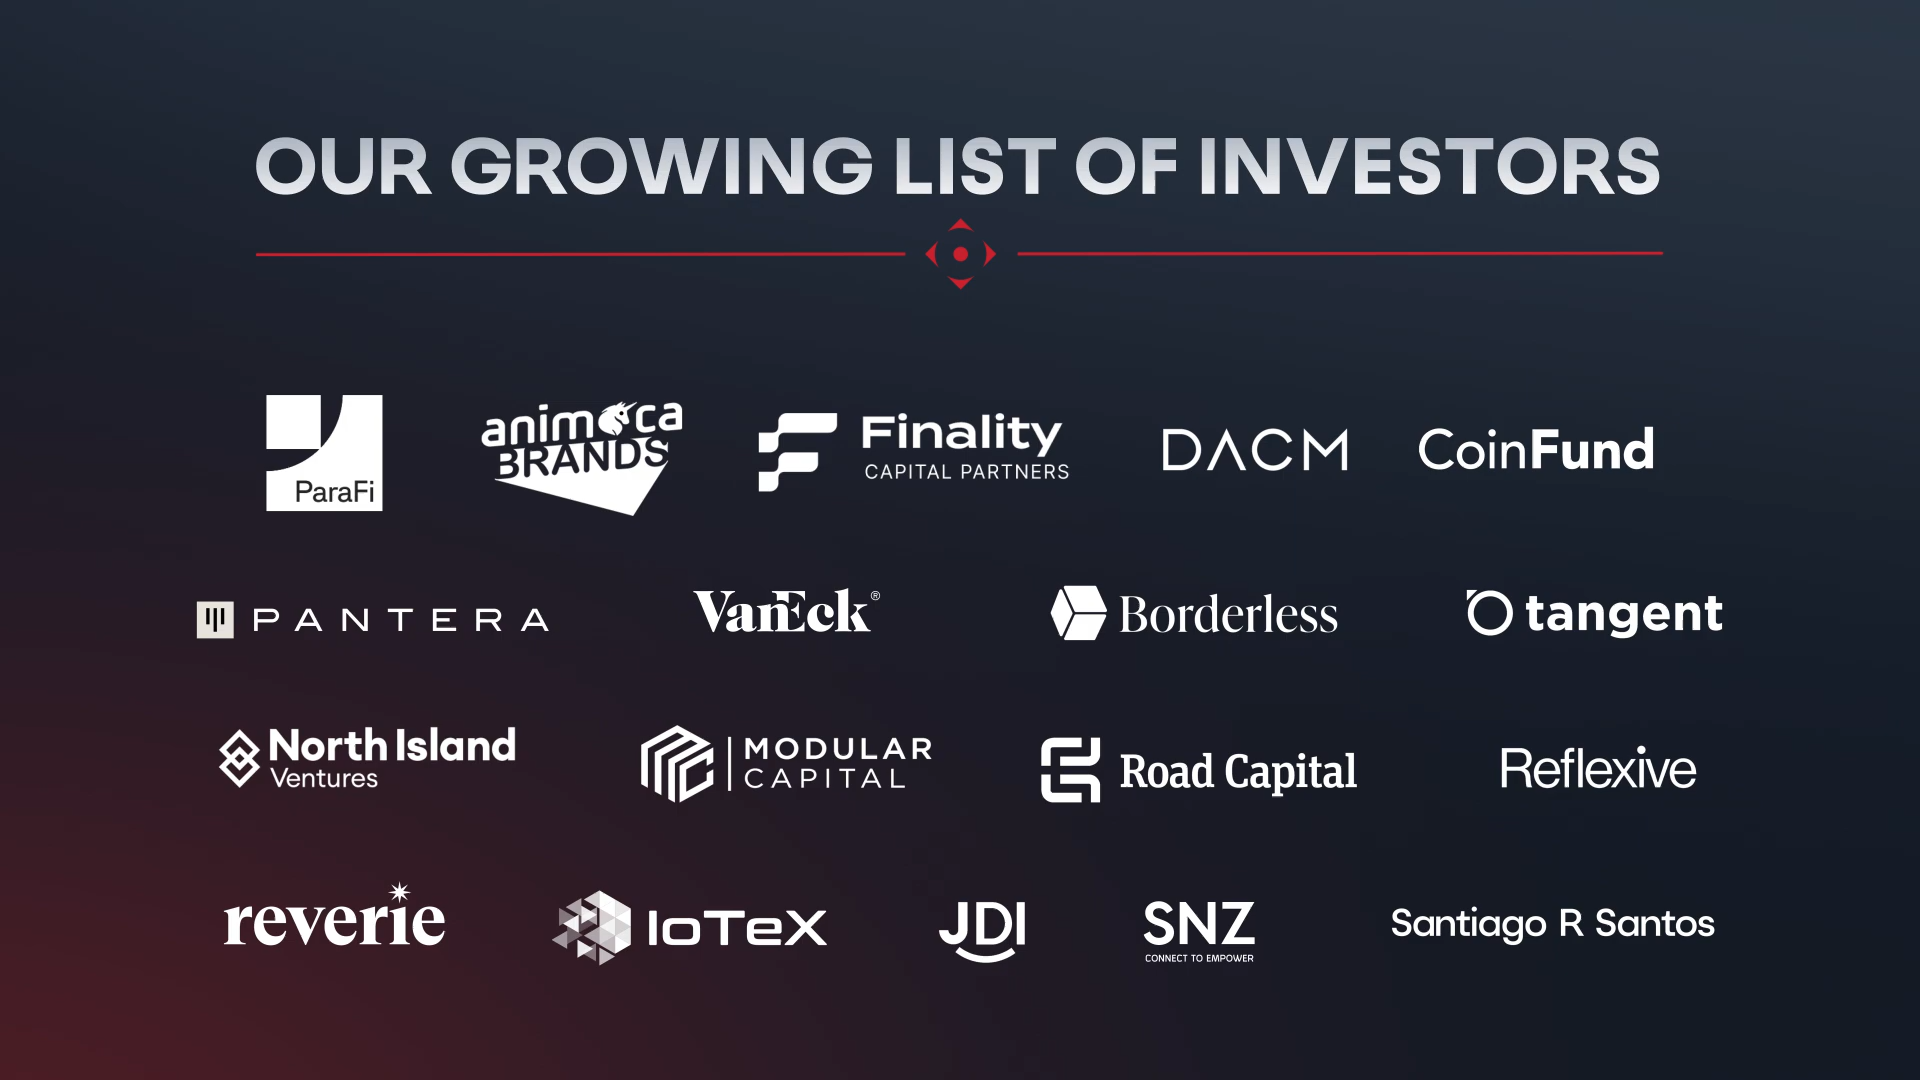 OUR GROWING LIST OF INVESTORS
ParaFi
animoca
BRANDS
Finality
CAPITAL PARTNERS
DACM
CoinFund
PANTERA
VanEck®
Borderless
tangent
North Island
Ventures
MODULAR
CAPITAL
Road Capital
Reflexive
reverie
IoTeX
JDI
SNZ
CONNECT TO EMPOWER
Santiago R Santos